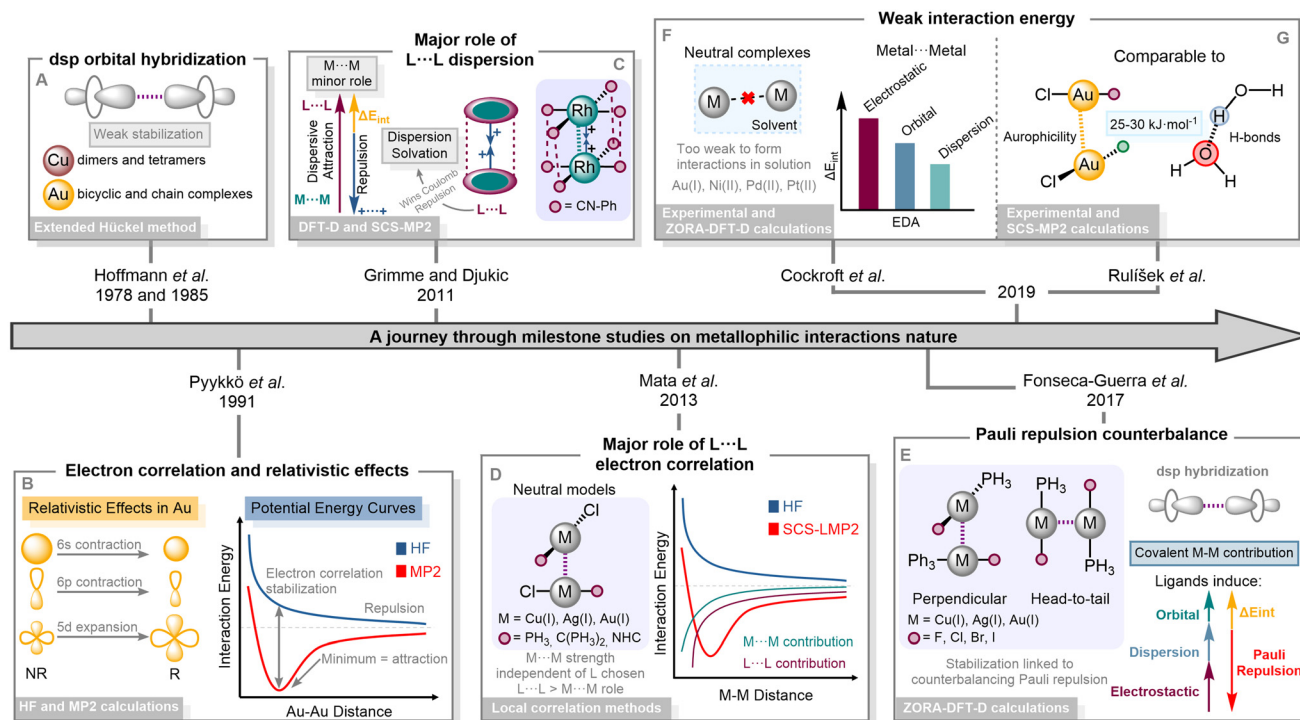 A
dsp orbital hybridization
Weak stabilization
Cu dimers and tetramers
Au bicyclic and chain complexes
Extended Hückel method
Hoffmann et al.
1978 and 1985
Major role of
L···L dispersion
C
M···M
minor role
L···L
ΔEint
Dispersive
Attraction
Repulsion
M···M
+···+
Dispersion
Solvation
Wins Coulomb
Repulsion
+
+
L···L
Rh
+
+
Rh
= CN-Ph
DFT-D and SCS-MP2
Grimme and Djukic
2011
Weak interaction energy
F
Neutral complexes
M
M
Solvent
Too weak to form
interactions in solution
Au(I), Ni(II), Pd(II), Pt(II)
Experimental and
ZORA-DFT-D calculations
Metal···Metal
ΔEint
Electrostatic
Orbital
Dispersion
EDA
Cockroft et al.
G
Comparable to
Cl
Au
Aurophilicity
25-30 kJ·mol-1
Au
Cl
O
H
H
H-bonds
O
H
H
Experimental and
SCS-MP2 calculations
Rulíšek et al.
2019
A journey through milestone studies on metallophilic interactions nature
Pyykkö et al.
1991
Mata et al.
2013
Fonseca-Guerra et al.
2017
B
Electron correlation and relativistic effects
Relativistic Effects in Au
6s contraction
6p contraction
5d expansion
NR
R
HF and MP2 calculations
Potential Energy Curves
HF
MP2
Electron correlation
stabilization
Repulsion
Minimum = attraction
Interaction Energy
Au-Au Distance
D
Major role of L···L
electron correlation
Neutral models
Cl
M
Cl
M
M = Cu(I), Ag(I), Au(I)
= PH3, C(PH3)2, NHC
M···M strength
independent of L chosen
L···L > M···M role
Local correlation methods
HF
SCS-LMP2
M···M contribution
L···L contribution
Interaction Energy
M-M Distance
E
Pauli repulsion counterbalance
PH3
M
Ph3
M
Perpendicular
PH3
M
M
PH3
Head-to-tail
M = Cu(I), Ag(I), Au(I)
= F, Cl, Br, I
Stabilization linked to
counterbalancing Pauli repulsion
ZORA-DFT-D calculations
dsp hybridization
Covalent M-M contribution
Ligands induce:
Orbital
ΔEint
Dispersion
Pauli
Repulsion
Electrostactic